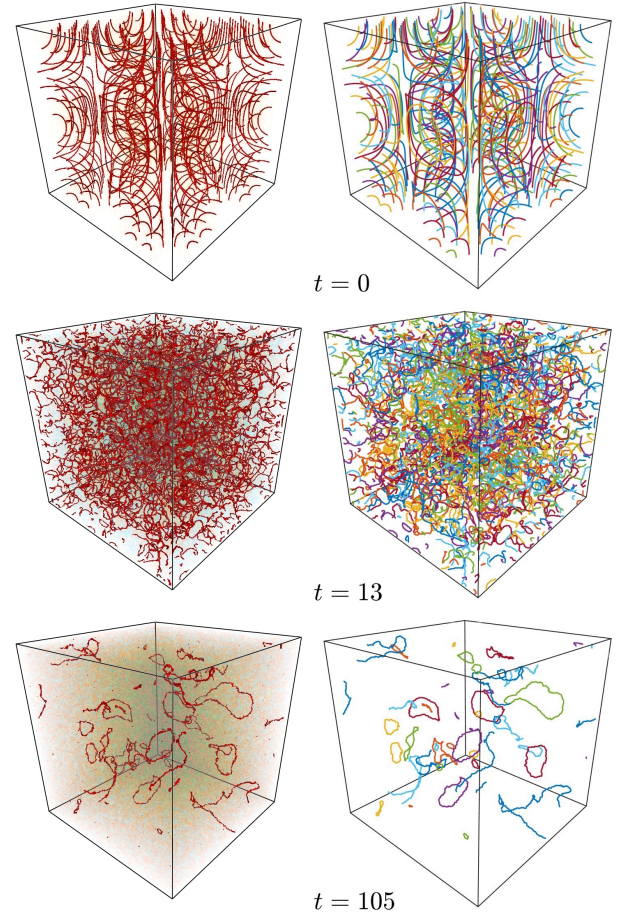 t = 0
t = 13
t = 105